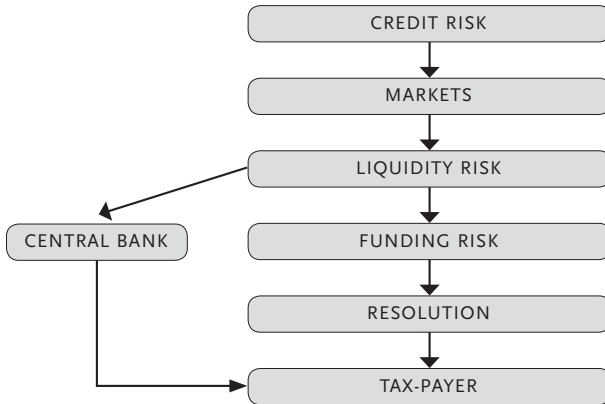 CREDIT RISK
MARKETS
LIQUIDITY RISK
CENTRAL BANK
FUNDING RISK
RESOLUTION
TAX-PAYER